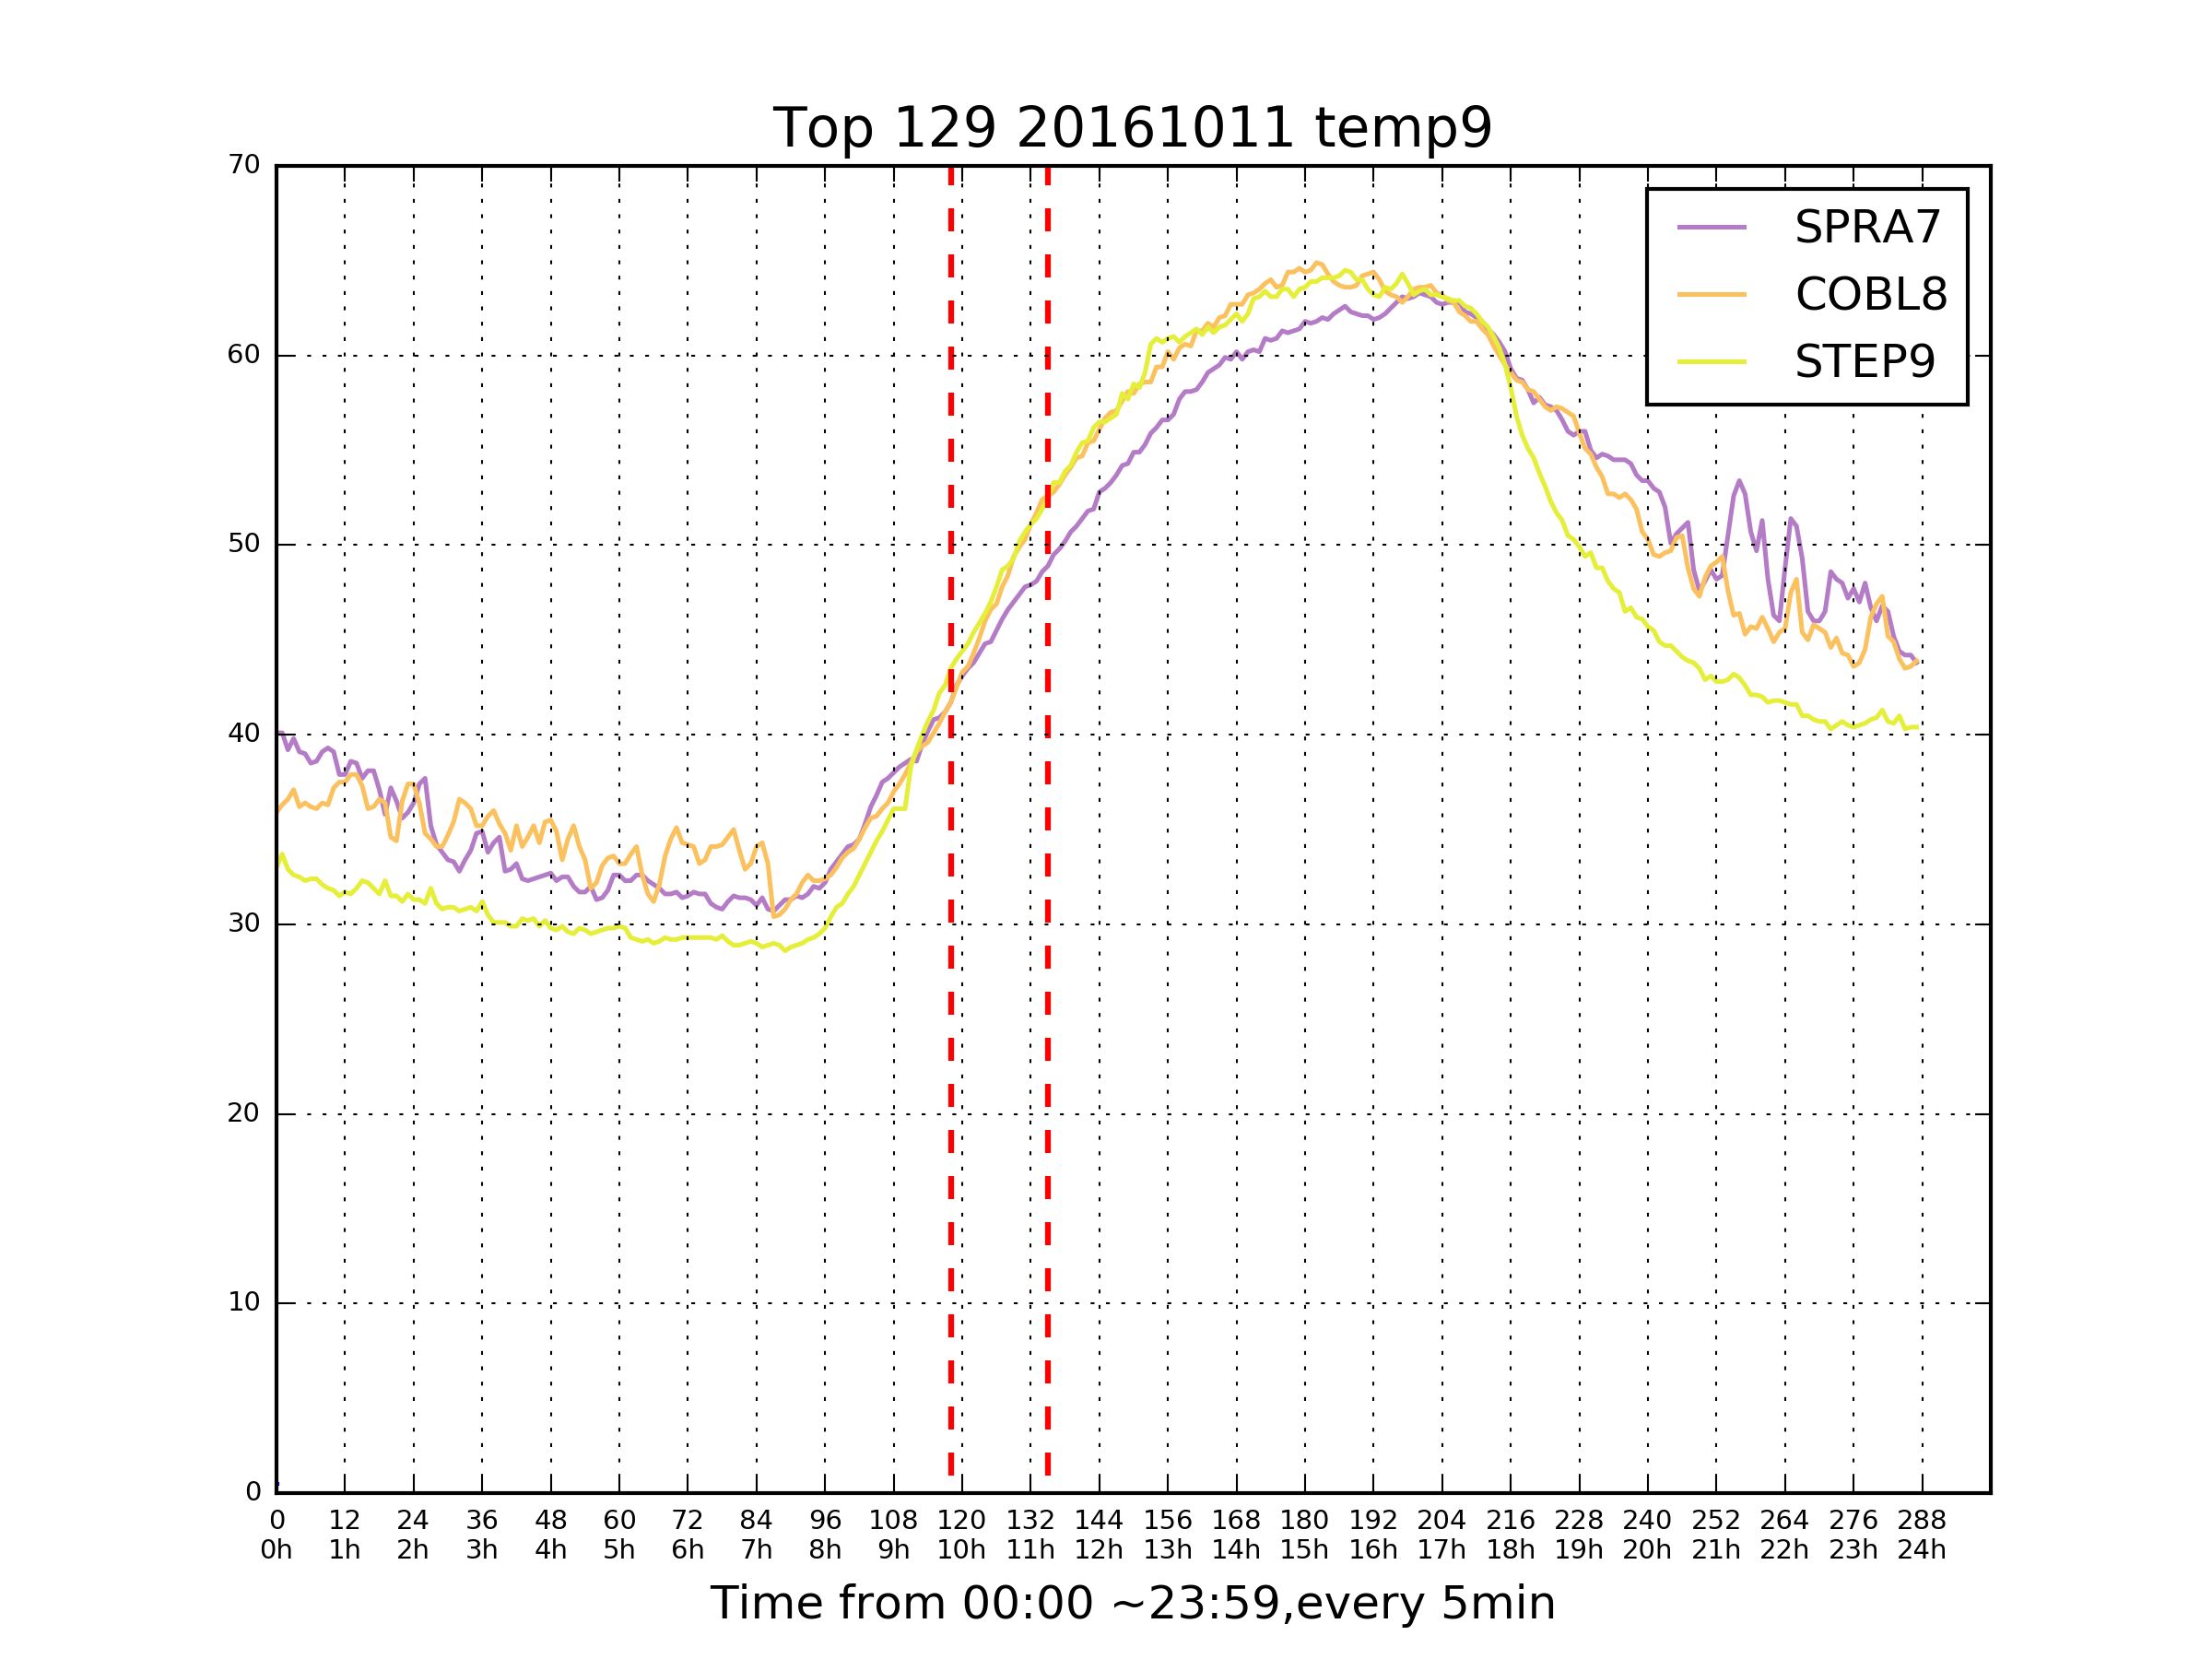 Top 129 20161011 temp9
70
60
50
40
30
20
10
0
SPRA7
COBL8
STEP9
0 12 24 36 48 60 72 84 96 108 120 132 144 156 168 180 192 204 216 228 240 252 264 276 288
0h 1h 2h 3h 4h 5h 6h 7h 8h 9h 10h 11h 12h 13h 14h 15h 16h 17h 18h 19h 20h 21h 22h 23h 24h
Time from 00:00 ~23:59,every 5min